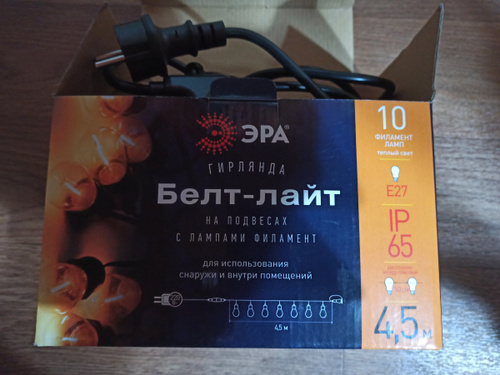 ЭРА®
ГИРЛЯНДА
Белт-лайт
НА ПОДВЕСАХ
С ЛАМПАМИ ФИЛАМЕНТ
для использования
снаружи и внутри помещений
4,5 м
10
ФИЛАМЕНТ
ЛАМП
теплый свет
E27
IP
65
4,5 м